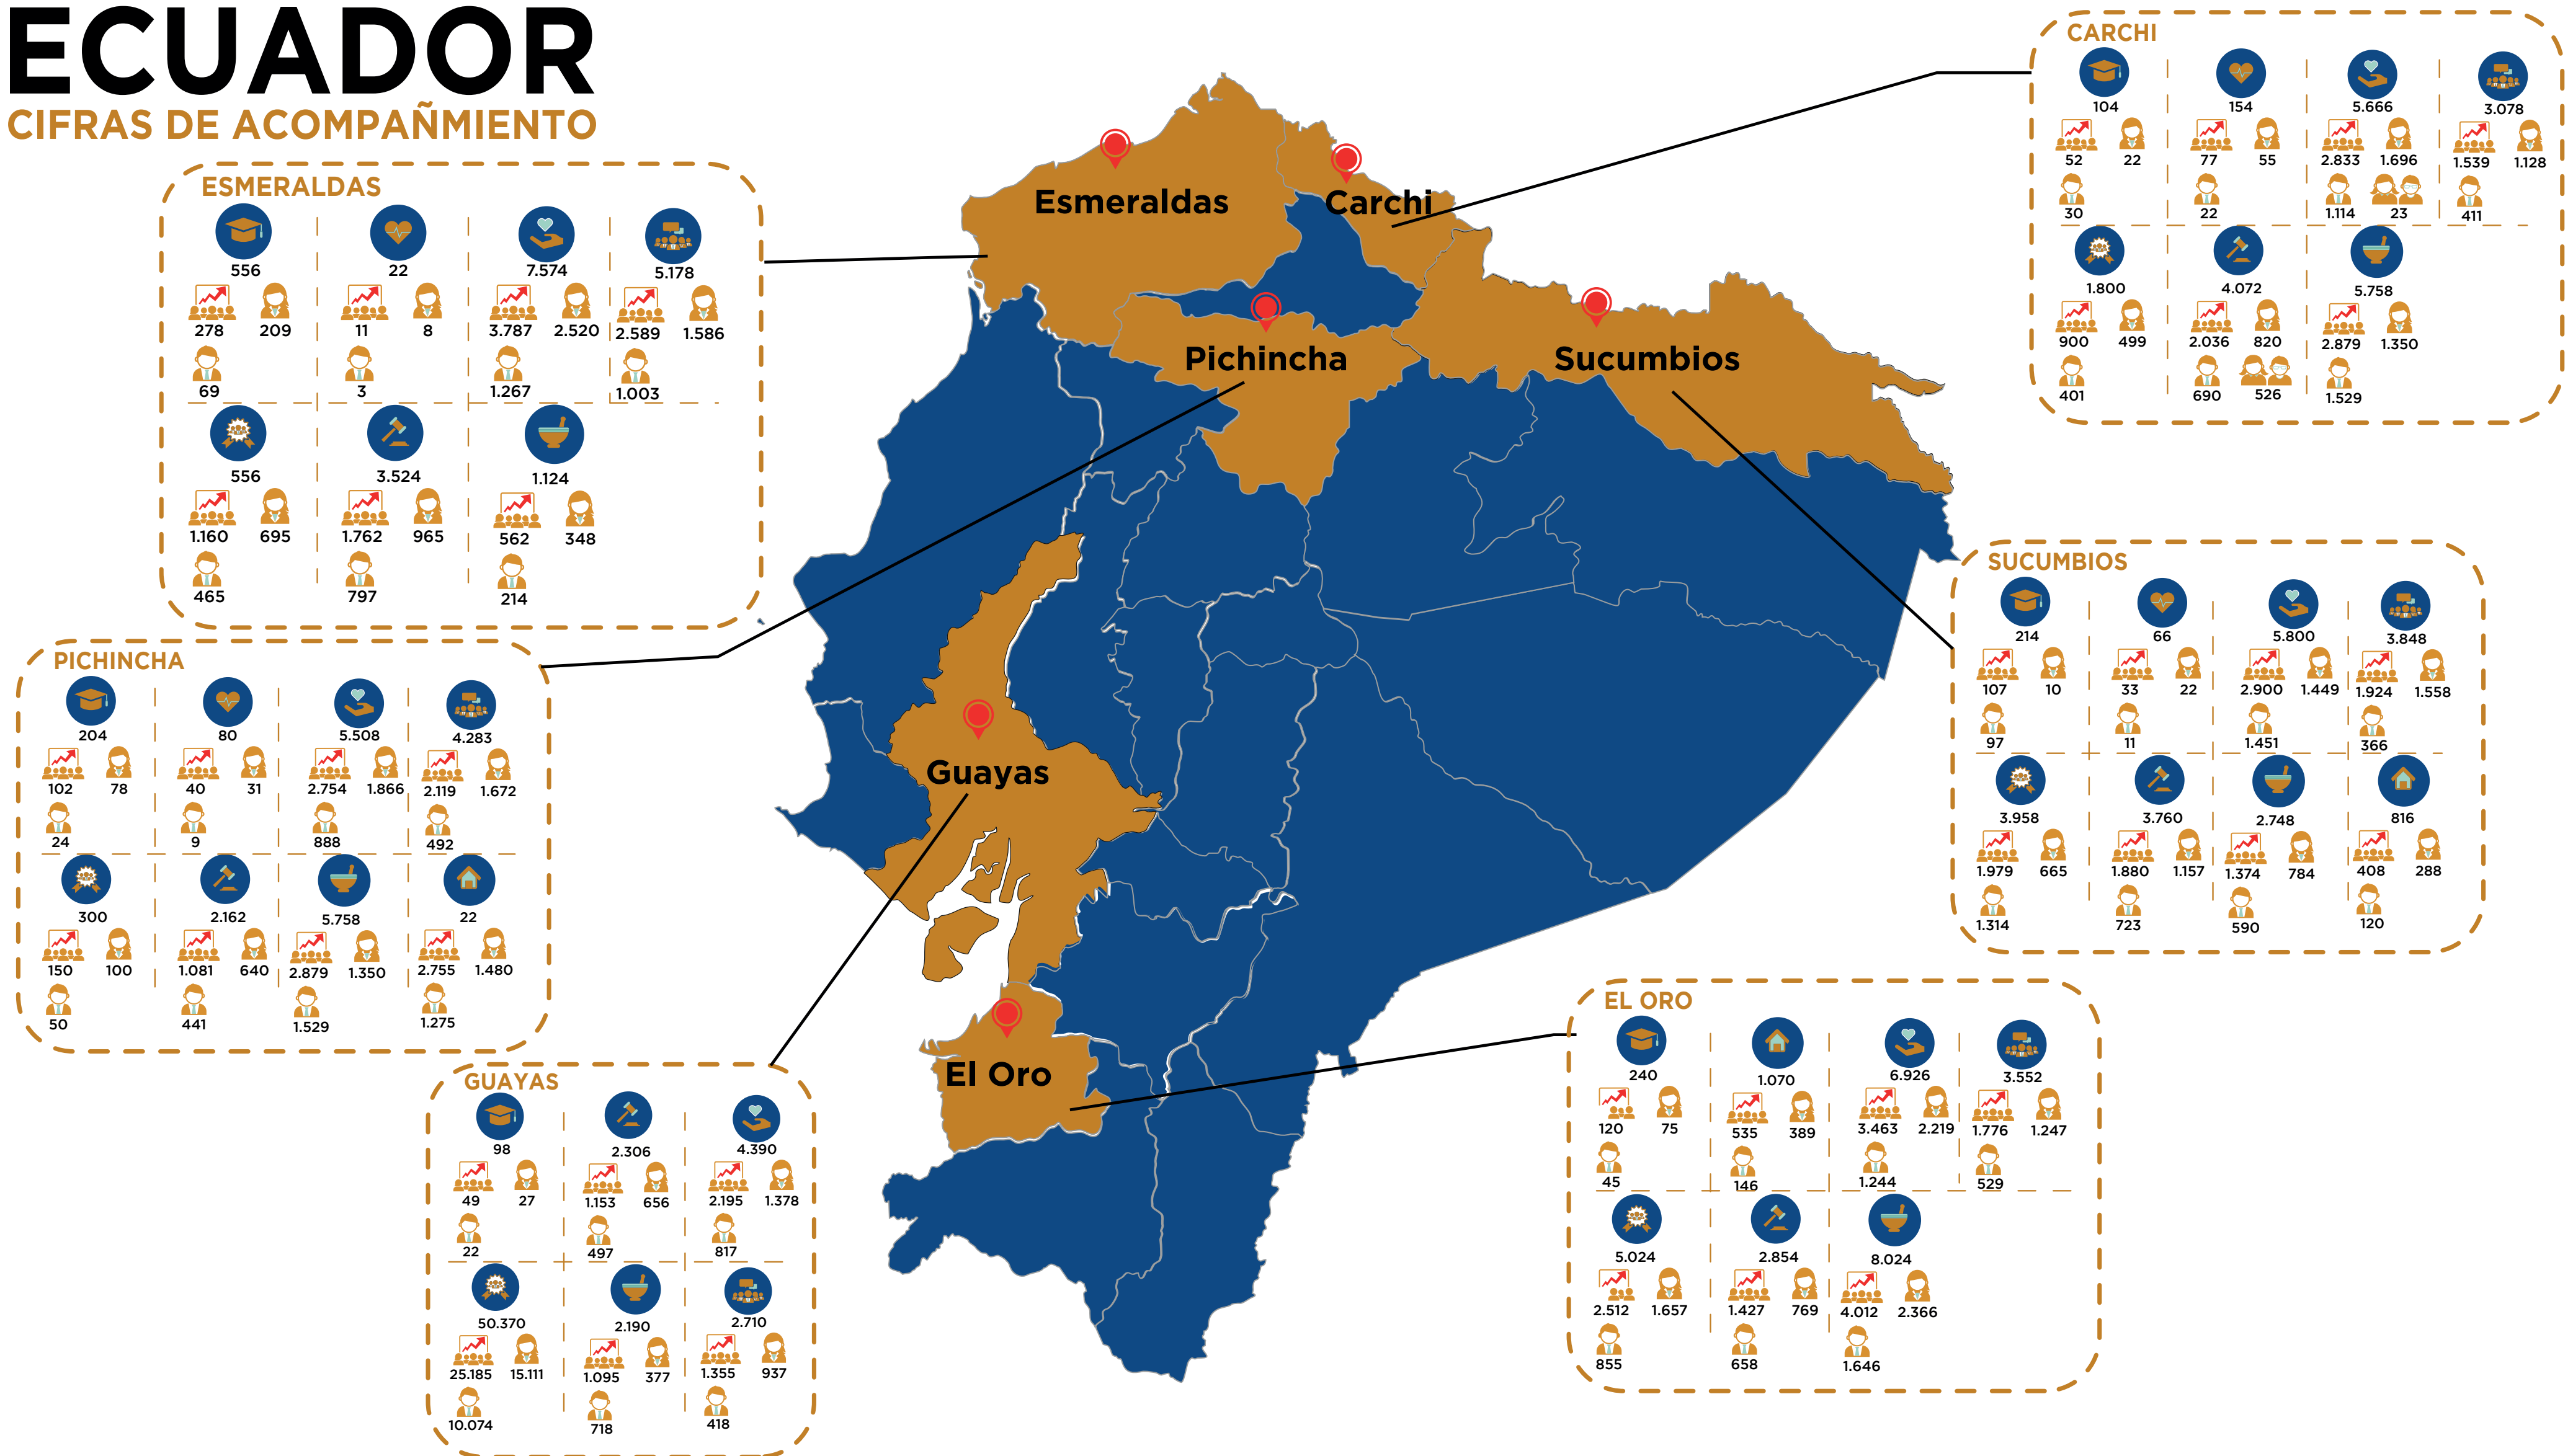 ECUADOR
CIFRAS DE ACOMPAÑMIENTO
ESMERALDAS
556 22 7.574 5.178
278 209 11 8 3.787 2.520 2.589 1.586
69 3 1.267 1.003
556 3.524 1.124
1.160 695 1.762 965 562 348
465 797 214
PICHINCHA
204 80 5.508 4.283
102 78 40 31 2.754 1.866 2.119 1.672
24 9 888 492
300 2.162 5.758 22
150 100 1.081 640 2.879 1.350 2.755 1.480
50 441 1.529 1.275
GUAYAS
98 2.306 4.390
49 27 1.153 656 2.195 1.378
22 497 817
50.370 2.190 2.710
25.185 15.111 1.095 377 1.355 937
10.074 718 418
Esmeraldas
Carchi
Pichincha
Sucumbios
Guayas
El Oro
CARCHI
104 154 5.666 3.078
52 22 77 55 2.833 1.696 1.539 1.128
30 22 1.114 23 411
1.800 4.072 5.758
900 499 2.036 820 2.879 1.350
401 690 526 1.529
SUCUMBIOS
214 66 5.800 3.848
107 10 33 22 2.900 1.449 1.924 1.558
97 11 1.451 366
3.958 3.760 2.748 816
1.979 665 1.880 1.157 1.374 784 408 288
1.314 723 590 120
EL ORO
240 1.070 6.926 3.552
120 75 535 389 3.463 2.219 1.776 1.247
45 146 1.244 529
5.024 2.854 8.024
2.512 1.657 1.427 769 4.012 2.366
855 658 1.646